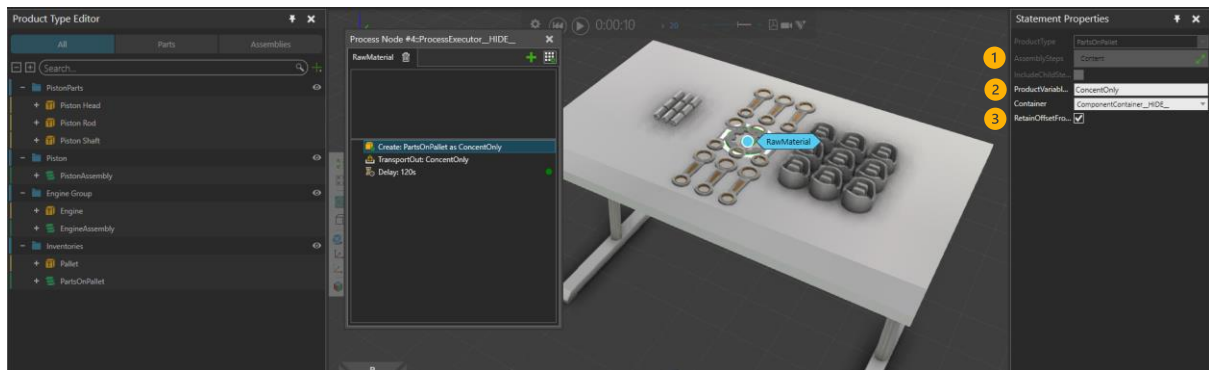 Product Type Editor
All Parts Assemblies
Search...
PistonParts
Piston Head
Piston Rod
Piston Shaft
Piston
PistonAssembly
Engine Group
Engine
EngineAssembly
Inventories
Pallet
PartsOnPallet
0:00:10
x 20
Process Node #4::ProcessExecutor__HIDE__
RawMaterial
Create: PartsOnPallet as ConcentOnly
TransportOut: ConcentOnly
Delay: 120s
RawMaterial
Statement Properties
ProductType PartsOnPallet
1 AssemblySteps Content
IncludeChildSte...
2 ProductVariabl... ConcentOnly
Container ComponentContainer__HIDE__
3 RetainOffsetFro...